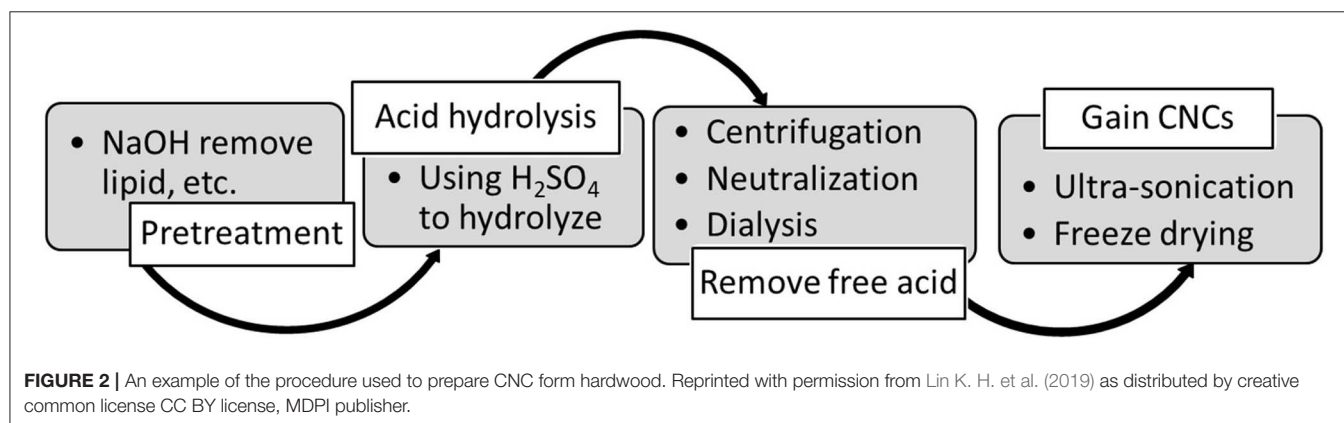 • NaOH remove
lipid, etc.
Pretreatment
Acid hydrolysis
• Using H₂SO₄
to hydrolyze
• Centrifugation
• Neutralization
• Dialysis
Remove free acid
Gain CNCs
• Ultra-sonication
• Freeze drying
FIGURE 2 | An example of the procedure used to prepare CNC form hardwood. Reprinted with permission from Lin K. H. et al. (2019) as distributed by creative
common license CC BY license, MDPI publisher.